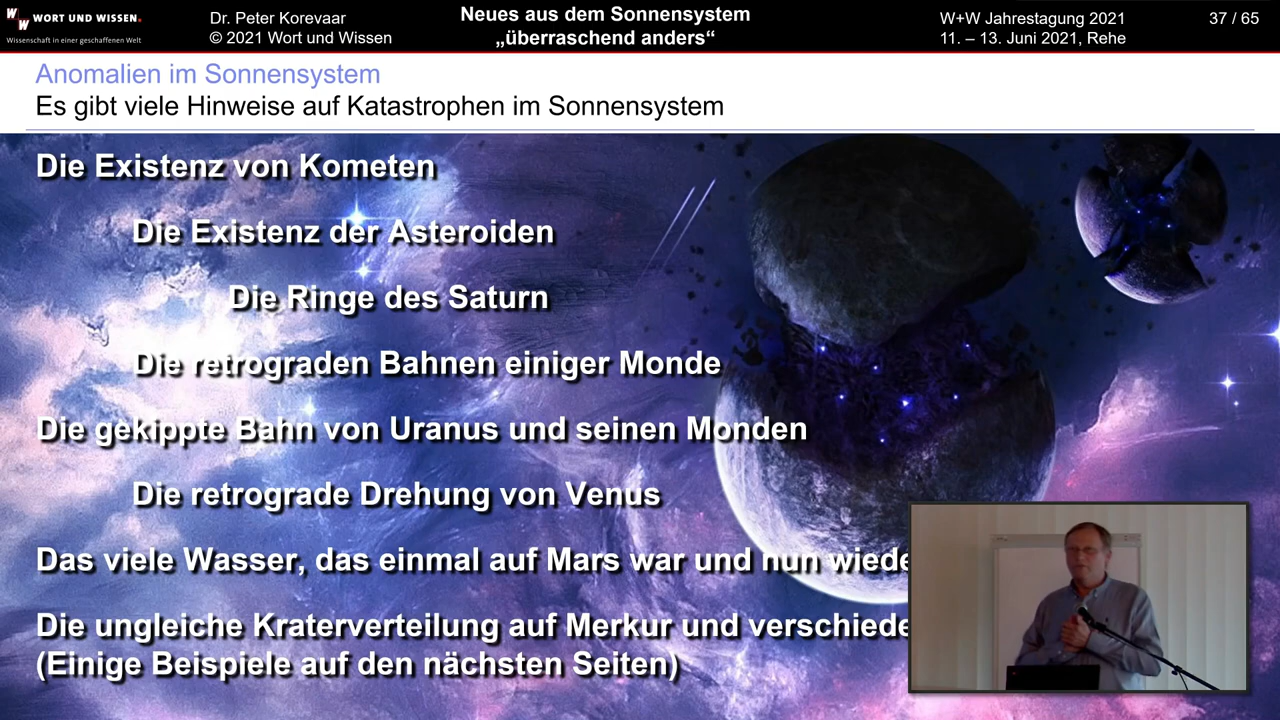 W+W WORT UND WISSEN.
Wissenschaft in einer geschaffenen Welt
Dr. Peter Korevaar
© 2021 Wort und Wissen
Neues aus dem Sonnensystem
„überraschend anders“
W+W Jahrestagung 2021
11. – 13. Juni 2021, Rehe
37 / 65
Anomalien im Sonnensystem
Es gibt viele Hinweise auf Katastrophen im Sonnensystem
Die Existenz von Kometen
Die Existenz der Asteroiden
Die Ringe des Saturn
Die retrograden Bahnen einiger Monde
Die gekippte Bahn von Uranus und seinen Monden
Die retrograde Drehung von Venus
Das viele Wasser, das einmal auf Mars war und nun wiede
Die ungleiche Kraterverteilung auf Merkur und verschiede
(Einige Beispiele auf den nächsten Seiten)